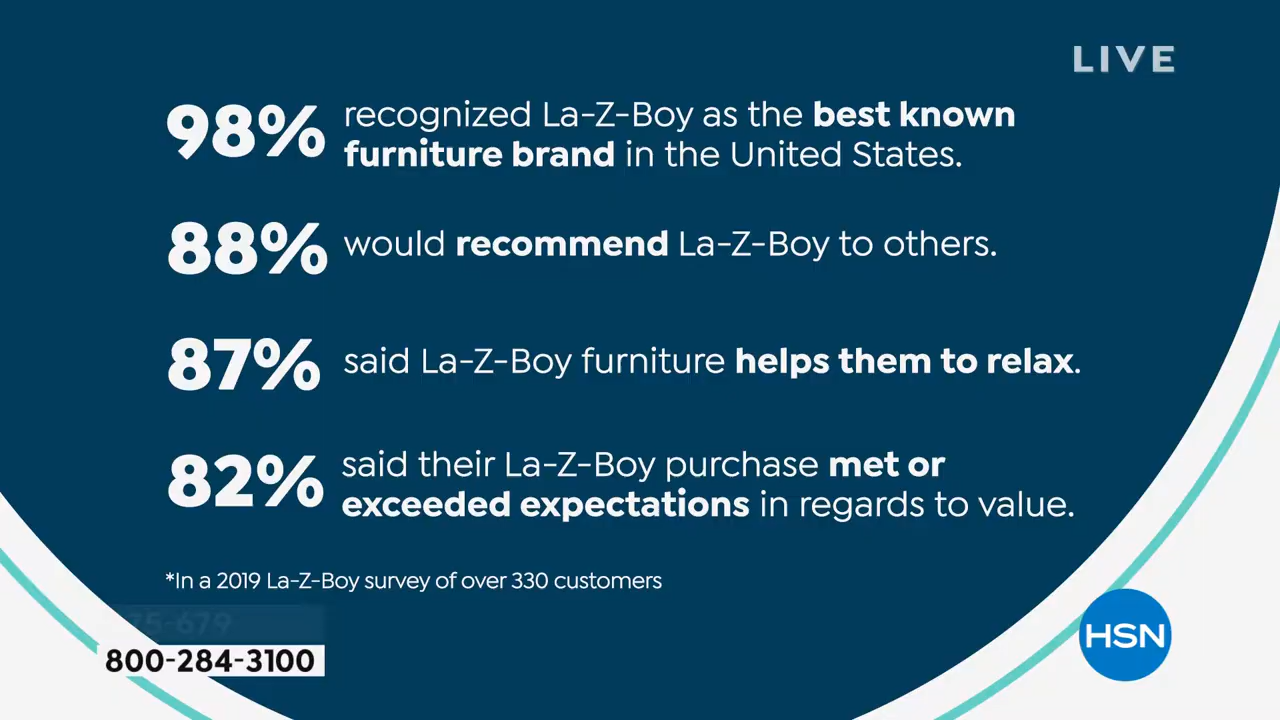 LIVE
98% recognized La-Z-Boy as the best known
furniture brand in the United States.
88% would recommend La-Z-Boy to others.
87% said La-Z-Boy furniture helps them to relax.
82% said their La-Z-Boy purchase met or
exceeded expectations in regards to value.
*In a 2019 La-Z-Boy survey of over 330 customers
800-284-3100
HSN